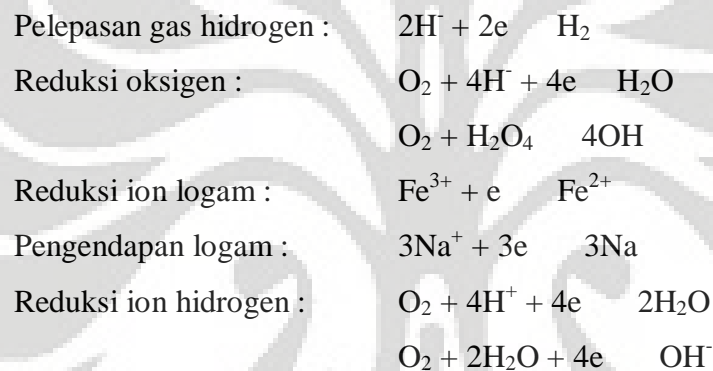 Pelepasan gas hidrogen : 2H⁻ + 2e H₂
Reduksi oksigen : O₂ + 4H⁻ + 4e H₂O
O₂ + H₂O₄ 4OH
Reduksi ion logam : Fe³⁺ + e Fe²⁺
Pengendapan logam : 3Na⁺ + 3e 3Na
Reduksi ion hidrogen : O₂ + 4H⁺ + 4e 2H₂O
O₂ + 2H₂O + 4e OH⁻